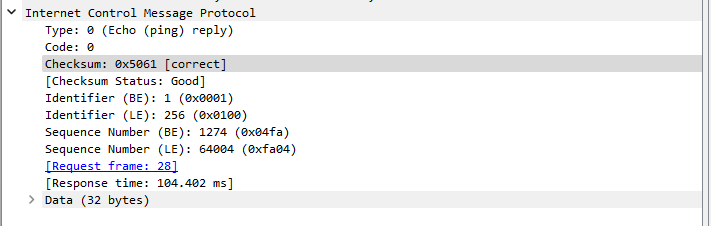 Internet Control Message Protocol
Type: 0 (Echo (ping) reply)
Code: 0
Checksum: 0x5061 [correct]
[Checksum Status: Good]
Identifier (BE): 1 (0x0001)
Identifier (LE): 256 (0x0100)
Sequence Number (BE): 1274 (0x04fa)
Sequence Number (LE): 64004 (0xfa04)
[Request frame: 28]
[Response time: 104.402 ms]
Data (32 bytes)